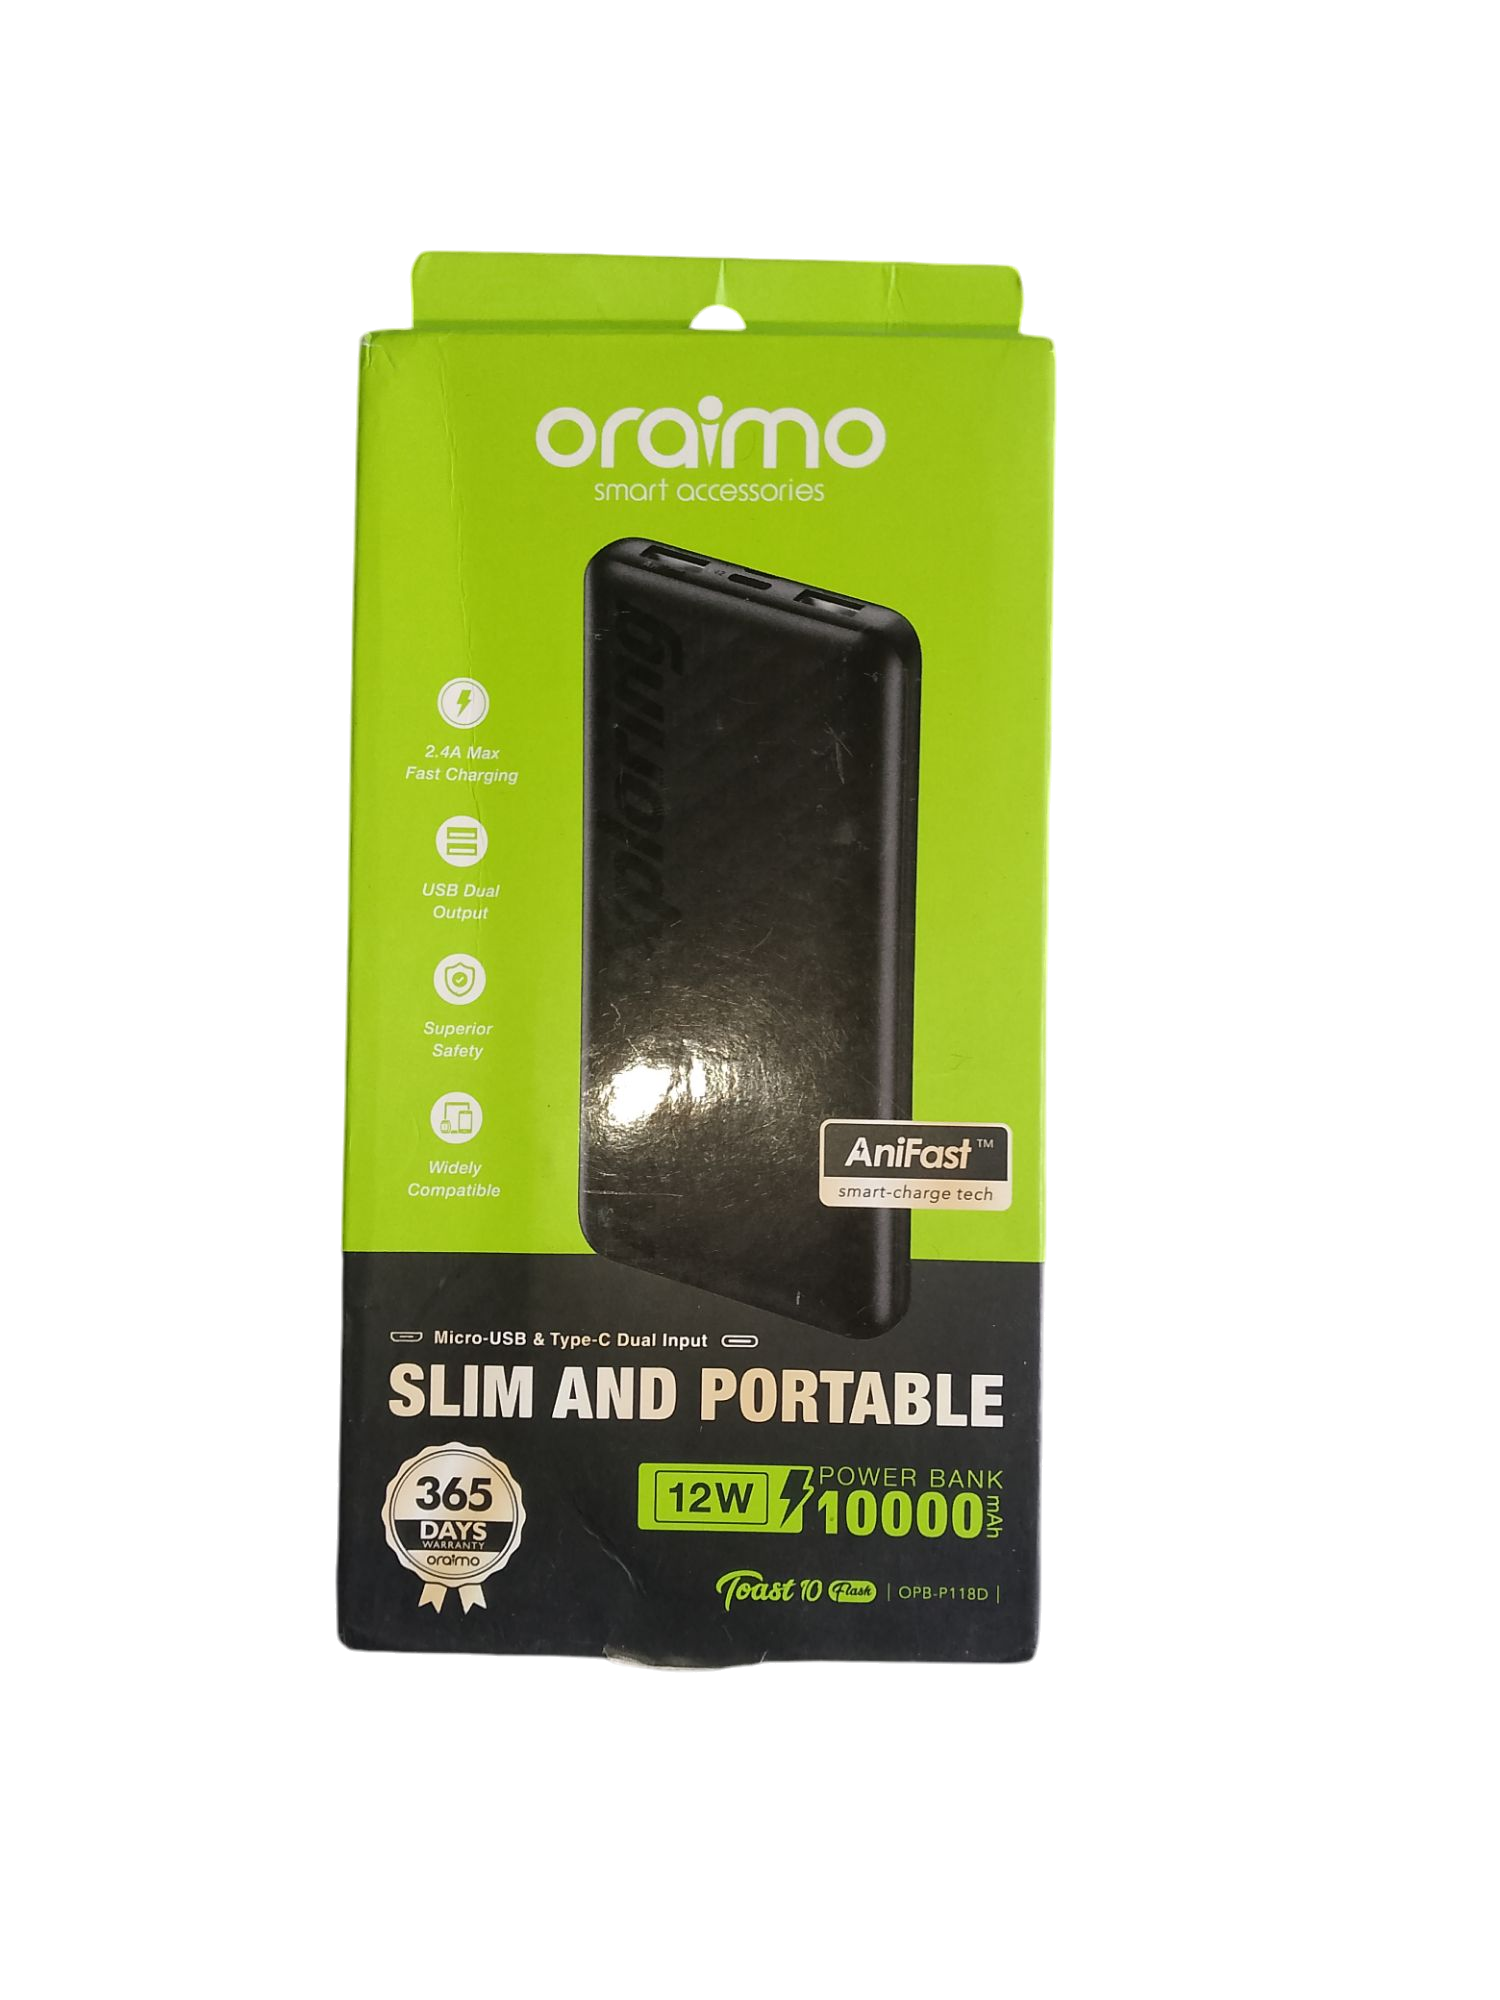 oraimo
smart accessories
xploring
2.4A Max
Fast Charging
USB Dual
Output
Superior
Safety
Widely
Compatible
AniFast™
smart-charge tech
Micro-USB & Type-C Dual Input
SLIM AND PORTABLE
365
DAYS
WARRANTY
oraimo
12W
POWER BANK
10000mAh
Toast 10 Flash | OPB-P118D |